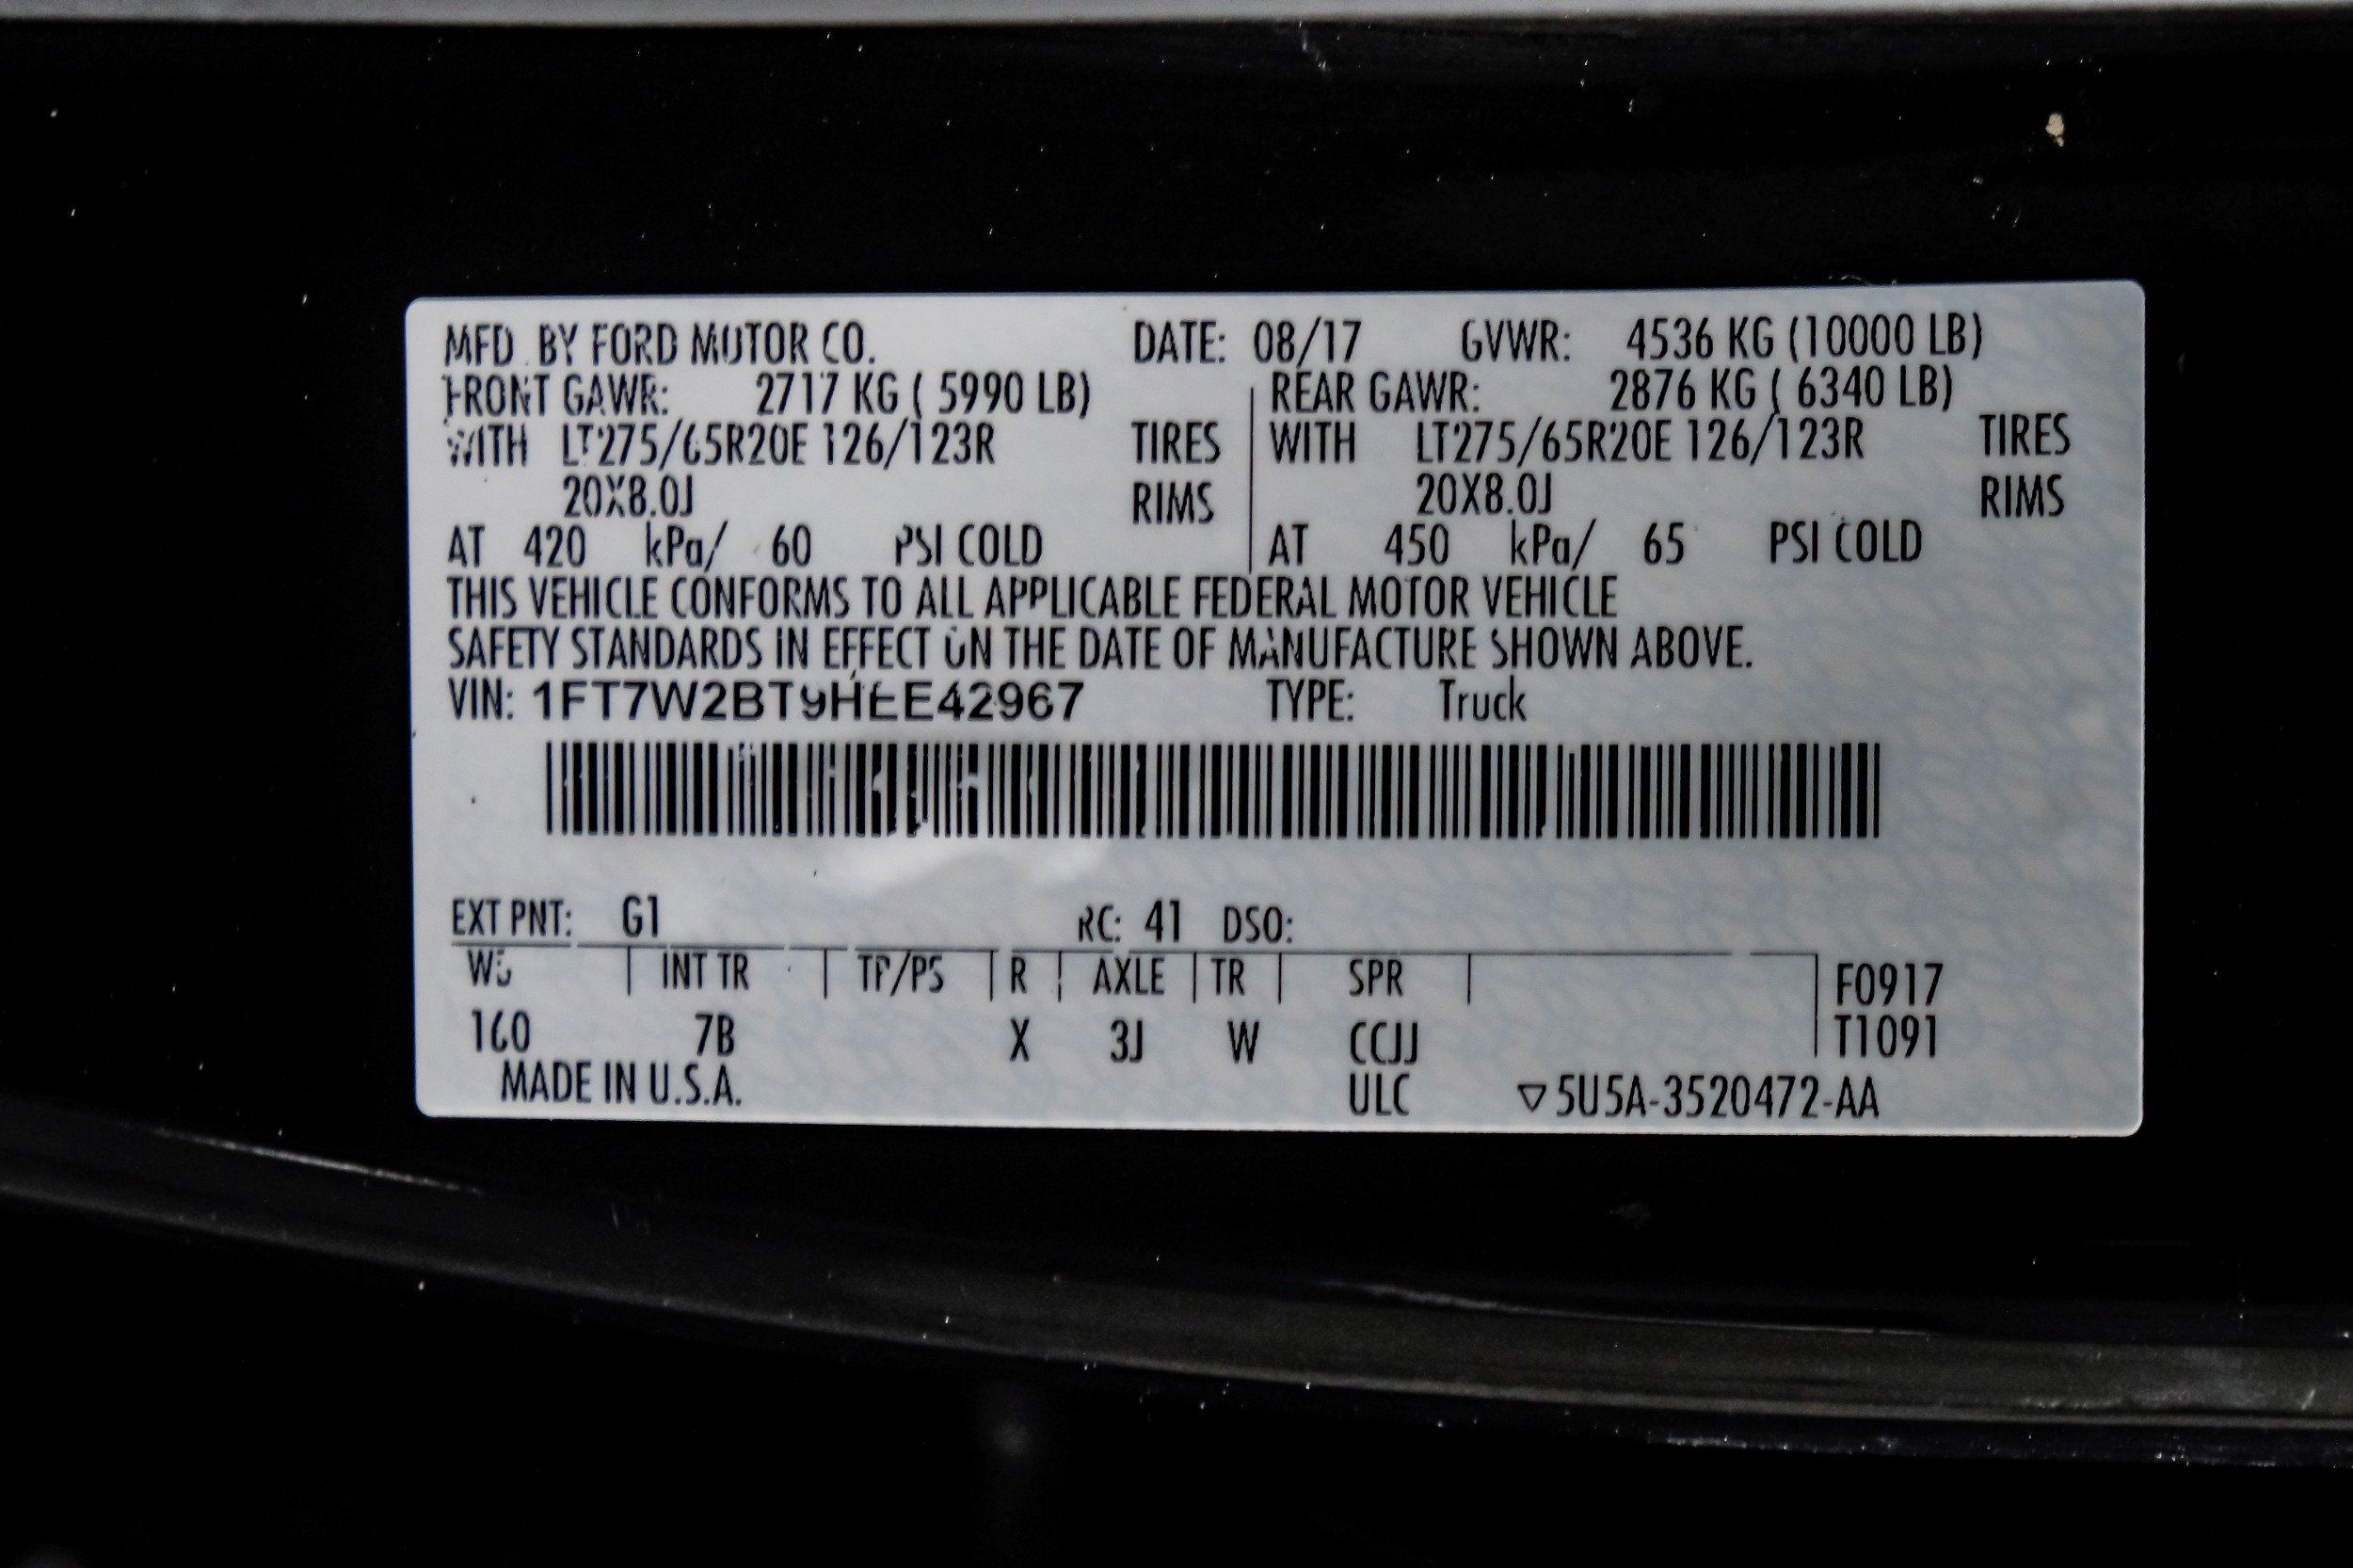 MFD. BY FORD MOTOR CO. DATE: 08/17 GVWR: 4536 KG (10000 LB)
FRONT GAWR: 2717 KG ( 5990 LB) REAR GAWR: 2876 KG ( 6340 LB)
WITH LT275/65R20E 126/123R TIRES WITH LT275/65R20E 126/123R TIRES
20X8.0J RIMS 20X8.0J RIMS
AT 420 kPa/ 60 PSI COLD AT 450 kPa/ 65 PSI COLD
THIS VEHICLE CONFORMS TO ALL APPLICABLE FEDERAL MOTOR VEHICLE
SAFETY STANDARDS IN EFFECT ON THE DATE OF MANUFACTURE SHOWN ABOVE.
VIN: 1FT7W2BT9HEE42967 TYPE: Truck
EXT PNT: G1 RC: 41 DSO:
WB INT TR TP/PS R AXLE TR SPR F0917
160 7B X 3J W CCJJ T1091
MADE IN U.S.A. ULC ▽5U5A-3520472-AA